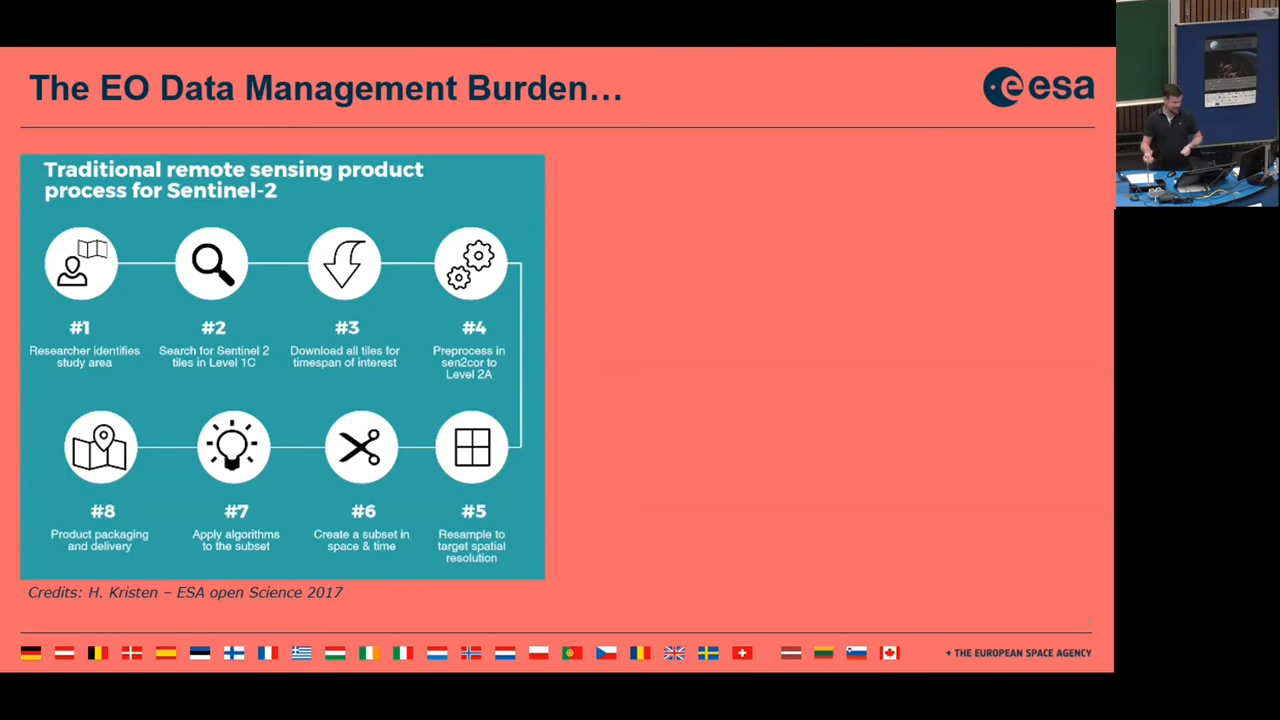 The EO Data Management Burden…
esa
Traditional remote sensing product
process for Sentinel-2
#1
Researcher identifies
study area
#2
Search for Sentinel 2
tiles in Level 1C
#3
Download all tiles for
timespan of interest
#4
Preprocess in
sen2cor to
Level 2A
#8
Product packaging
and delivery
#7
Apply algorithms
to the subset
#6
Create a subset in
space & time
#5
Resample to
target spatial
resolution
Credits: H. Kristen – ESA open Science 2017
→ THE EUROPEAN SPACE AGENCY